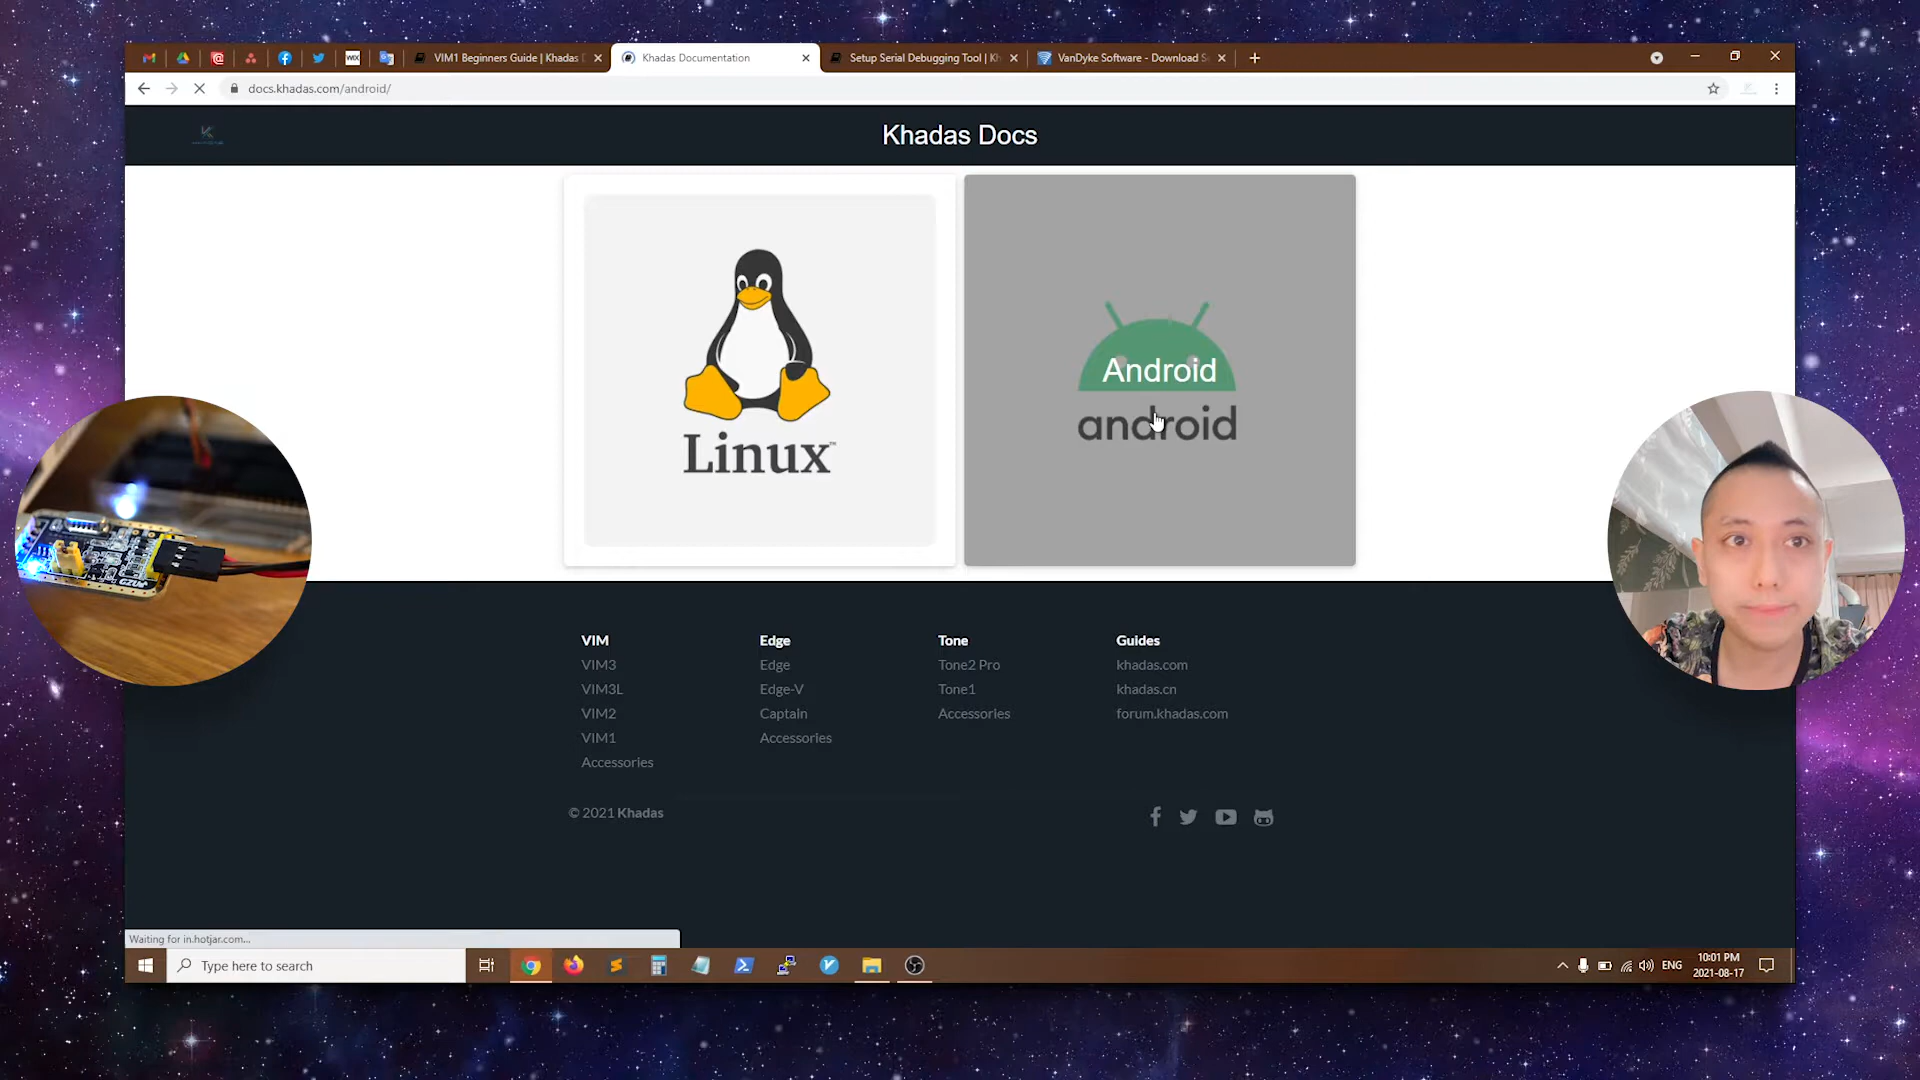 VIM1 Beginners Guide | Khadas D
Khadas Documentation
Setup Serial Debugging Tool | Kh
VanDyke Software - Download S
docs.khadas.com/android/
Khadas Docs
Linux™
Android
android
VIM
VIM3
VIM3L
VIM2
VIM1
Accessories
Edge
Edge
Edge-V
Captain
Accessories
Tone
Tone2 Pro
Tone1
Accessories
Guides
khadas.com
khadas.cn
forum.khadas.com
© 2021 Khadas
Waiting for in.hotjar.com...
Type here to search
ENG
10:01 PM
2021-08-17